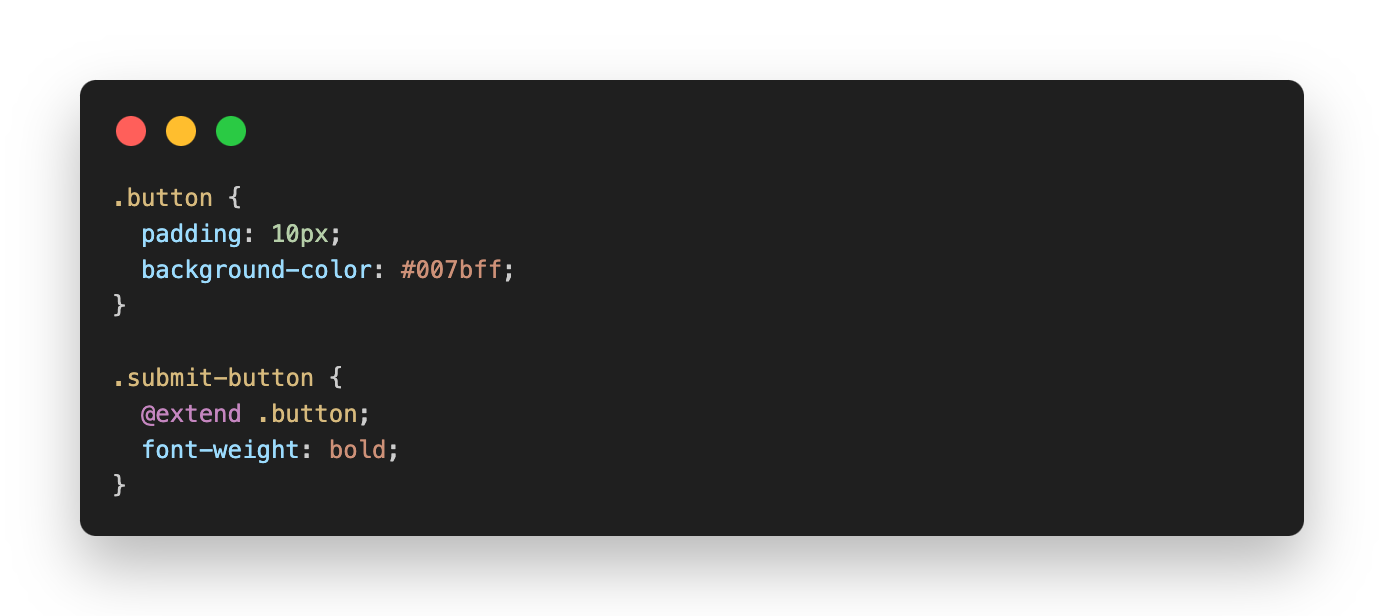 .button {
  padding: 10px;
  background-color: #007bff;
}

.submit-button {
  @extend .button;
  font-weight: bold;
}